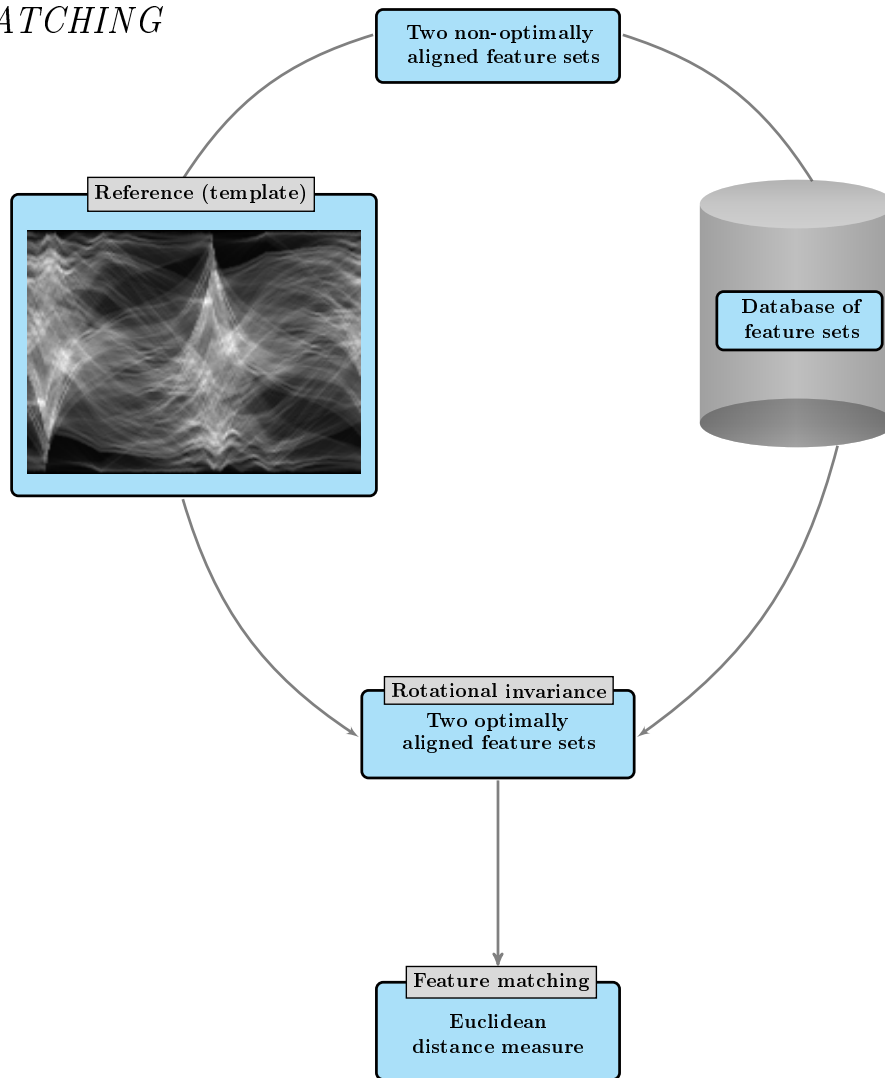 ATCHING
Two non-optimally
aligned feature sets
Reference (template)
Database of
feature sets
Rotational invariance
Two optimally
aligned feature sets
Feature matching
Euclidean
distance measure